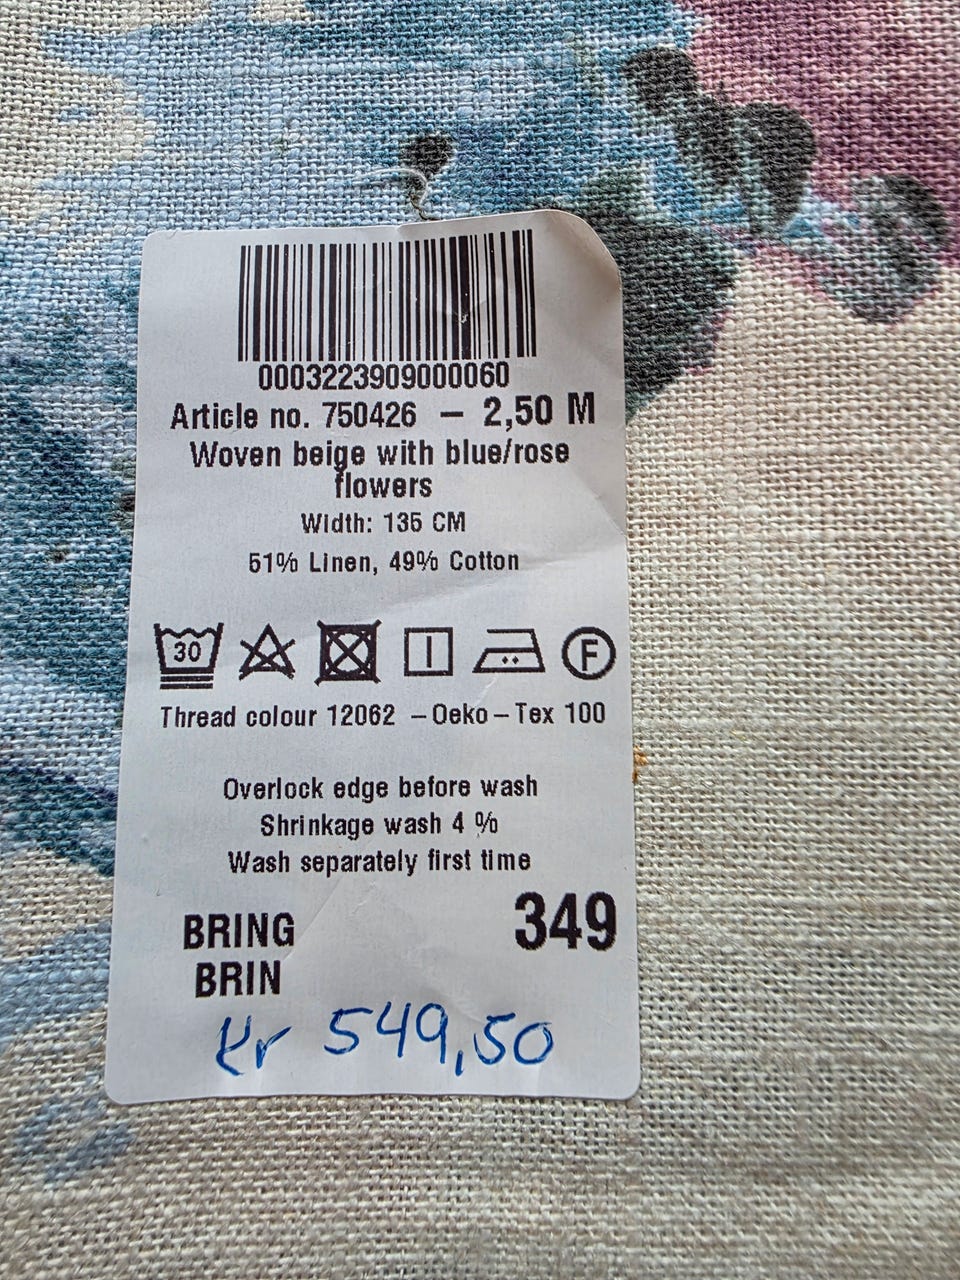 0003223909000060
Article no. 750426 – 2,50 M
Woven beige with blue/rose
flowers
Width: 135 CM
51% Linen, 49% Cotton
30 F
Thread colour 12062 – Oeko – Tex 100
Overlock edge before wash
Shrinkage wash 4 %
Wash separately first time
BRING 349
BRIN
kr 549,50